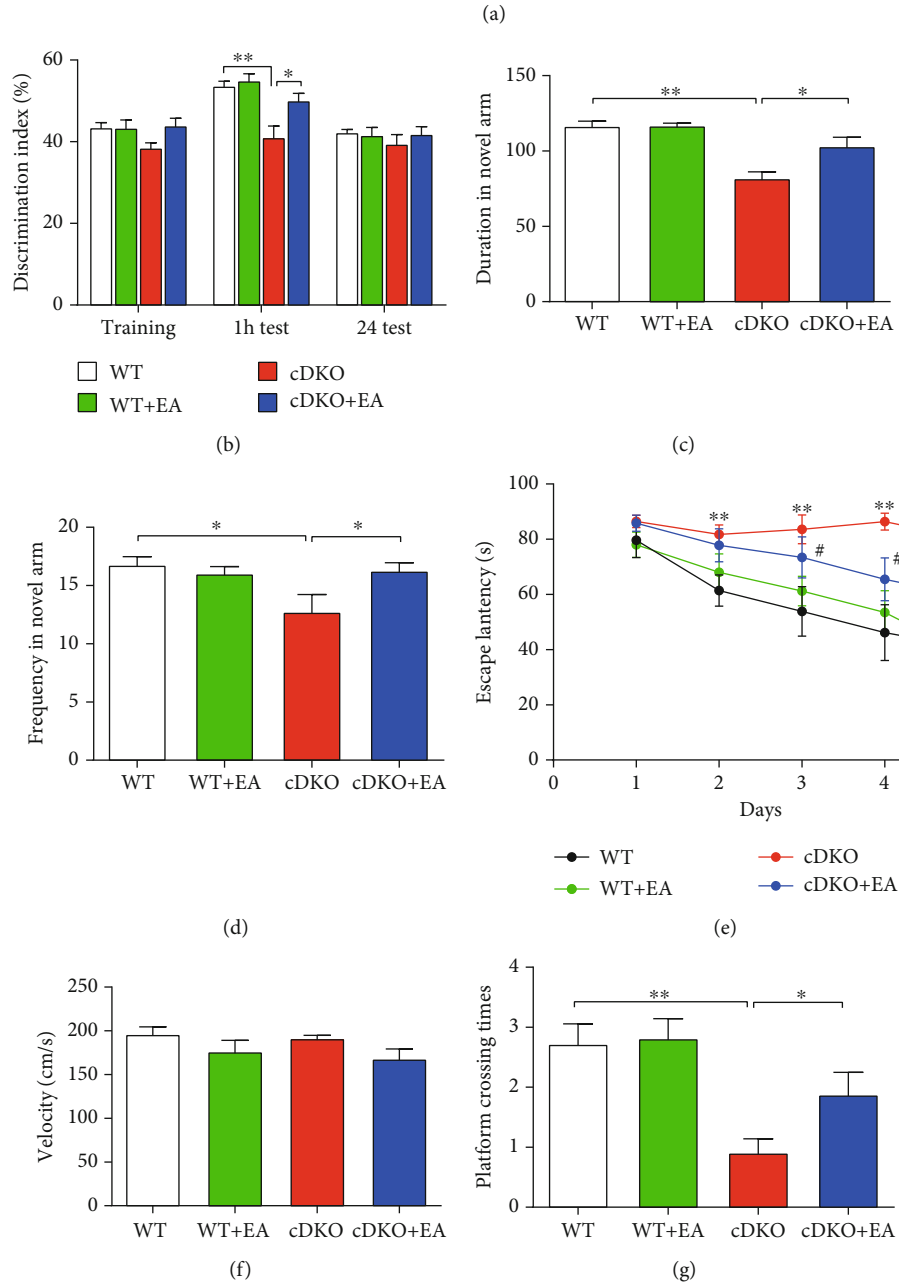 (a)
60
40
20
0
Discrimination index (%)
**
*
Training
1h test
24 test
WT
cDKO
WT+EA
cDKO+EA
(b)
150
100
50
0
Duration in novel arm
**
*
WT
WT+EA
cDKO
cDKO+EA
(c)
20
15
10
5
0
Frequency in novel arm
*
*
WT
WT+EA
cDKO
cDKO+EA
(d)
100
80
60
40
20
0
Escape lantency (s)
**
**
**
#
#
0
1
2
3
4
Days
WT
cDKO
WT+EA
cDKO+EA
(e)
250
200
150
100
50
0
Velocity (cm/s)
WT
WT+EA
cDKO
cDKO+EA
(f)
4
3
2
1
0
Platform crossing times
**
*
WT
WT+EA
cDKO
cDKO+EA
(g)